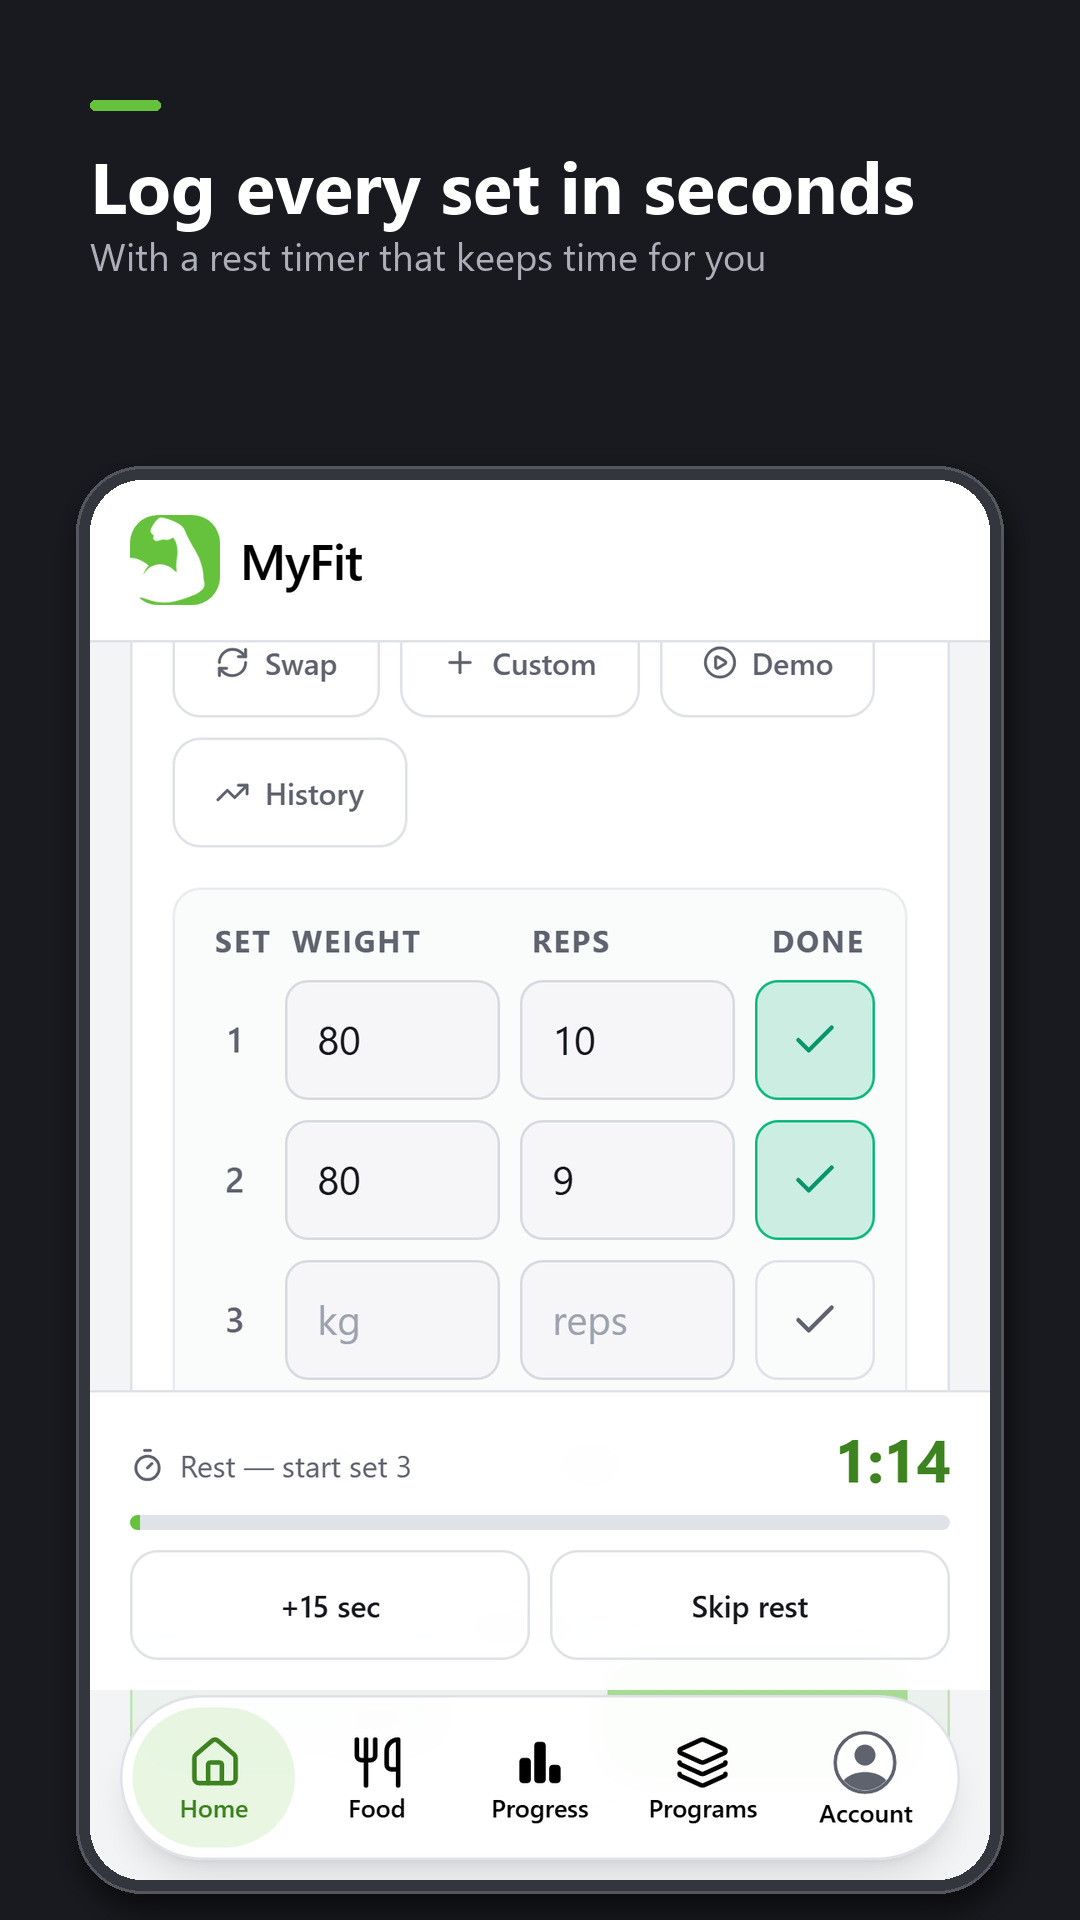 Log every set in seconds
With a rest timer that keeps time for you
MyFit
Swap
Custom
Demo
History
SET WEIGHT REPS DONE
1 80 10
2 80 9
3 kg reps
Rest — start set 3
1:14
+15 sec
Skip rest
Home
Food
Progress
Programs
Account